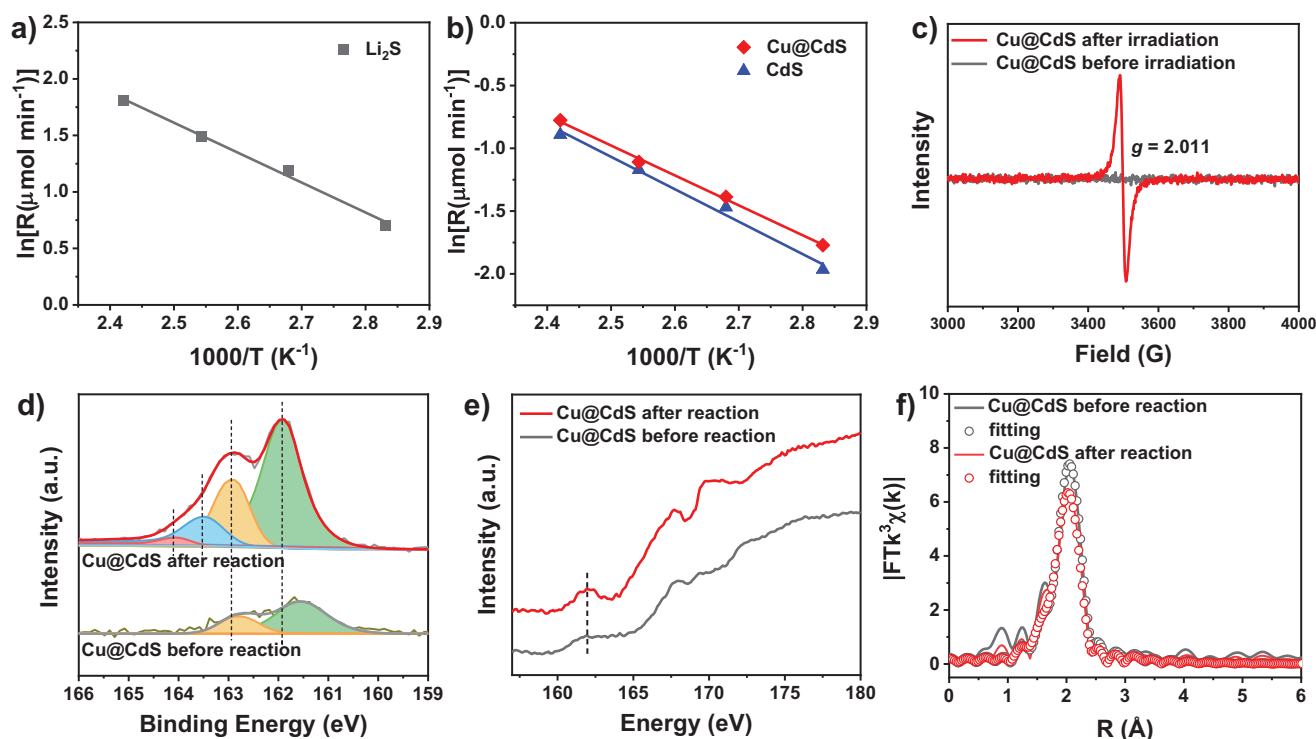 a)
ln[R(μmol min⁻¹)]
2.5
2.0
1.5
1.0
0.5
0.0
Li₂S
2.4 2.5 2.6 2.7 2.8 2.9
1000/T (K⁻¹)
b)
ln[R(μmol min⁻¹)]
0.0
-0.5
-1.0
-1.5
-2.0
Cu@CdS
CdS
2.4 2.5 2.6 2.7 2.8 2.9
1000/T (K⁻¹)
c)
Intensity
Cu@CdS after irradiation
Cu@CdS before irradiation
g = 2.011
3000 3200 3400 3600 3800 4000
Field (G)
d)
Intensity (a.u.)
Cu@CdS after reaction
Cu@CdS before reaction
166 165 164 163 162 161 160 159
Binding Energy (eV)
e)
Intensity (a.u.)
Cu@CdS after reaction
Cu@CdS before reaction
160 165 170 175 180
Energy (eV)
f)
|FTk³χ(k)|
10
8
6
4
2
0
Cu@CdS before reaction
fitting
Cu@CdS after reaction
fitting
0 1 2 3 4 5 6
R (Å)